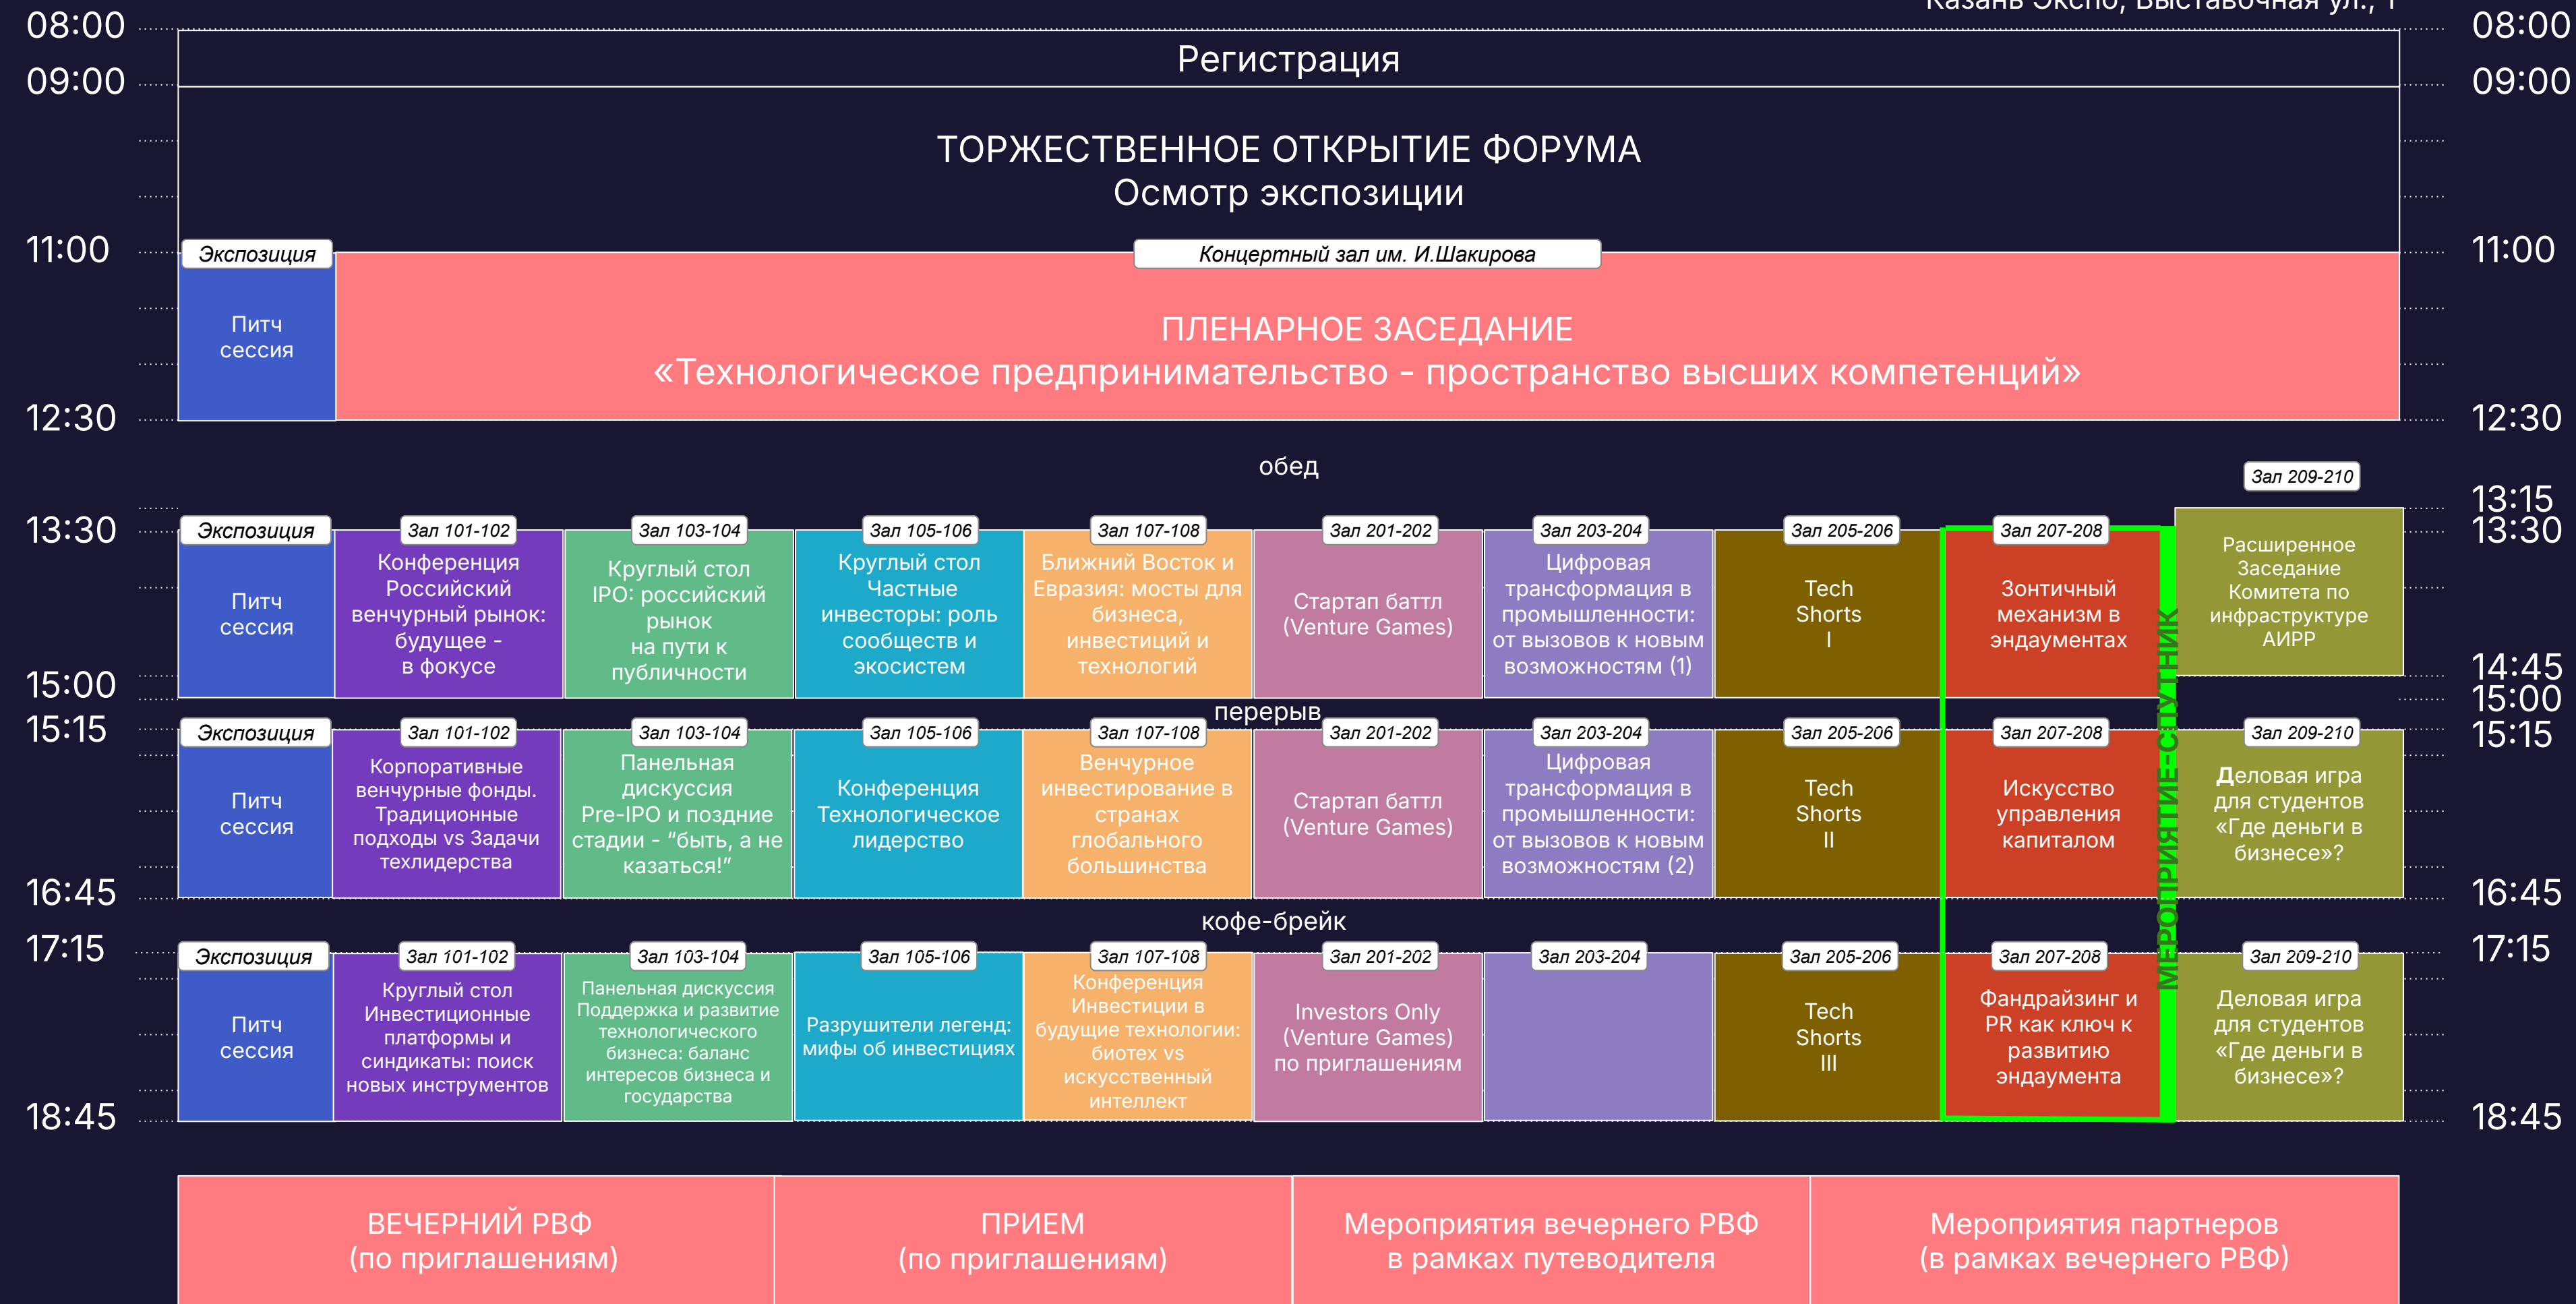 Казань Экспо, Выставочная ул., 1
08:00
08:00
Регистрация
09:00
09:00
ТОРЖЕСТВЕННОЕ ОТКРЫТИЕ ФОРУМА
Осмотр экспозиции
11:00
Экспозиция
Концертный зал им. И.Шакирова
11:00
Питч
сессия
ПЛЕНАРНОЕ ЗАСЕДАНИЕ
«Технологическое предпринимательство - пространство высших компетенций»
12:30
12:30
обед
Зал 209-210
13:15
13:30
13:30
Расширенное
Заседание
Комитета по
инфраструктуре
АИРР
Экспозиция
Питч
сессия
Зал 101-102
Конференция
Российский
венчурный рынок:
будущее -
в фокусе
Зал 103-104
Круглый стол
IPO: российский
рынок
на пути к
публичности
Зал 105-106
Круглый стол
Частные
инвесторы: роль
сообществ и
экосистем
Зал 107-108
Ближний Восток и
Евразия: мосты для
бизнеса,
инвестиций и
технологий
Зал 201-202
Стартап баттл
(Venture Games)
Зал 203-204
Цифровая
трансформация в
промышленности:
от вызовов к новым
возможностям (1)
Зал 205-206
Tech
Shorts
I
Зал 207-208
Зонтичный
механизм в
эндаументах
МЕРОПРИЯТИЕ-СПУТНИК
14:45
15:00
15:00
перерыв
15:15
15:15
Экспозиция
Питч
сессия
Зал 101-102
Корпоративные
венчурные фонды.
Традиционные
подходы vs Задачи
техлидерства
Зал 103-104
Панельная
дискуссия
Pre-IPO и поздние
стадии - “быть, а не
казаться!”
Зал 105-106
Конференция
Технологическое
лидерство
Зал 107-108
Венчурное
инвестирование в
странах
глобального
большинства
Зал 201-202
Стартап баттл
(Venture Games)
Зал 203-204
Цифровая
трансформация в
промышленности:
от вызовов к новым
возможностям (2)
Зал 205-206
Tech
Shorts
II
Зал 207-208
Искусство
управления
капиталом
Зал 209-210
Деловая игра
для студентов
«Где деньги в
бизнесе»?
16:45
16:45
кофе-брейк
17:15
17:15
Экспозиция
Питч
сессия
Зал 101-102
Круглый стол
Инвестиционные
платформы и
синдикаты: поиск
новых инструментов
Зал 103-104
Панельная дискуссия
Поддержка и развитие
технологического
бизнеса: баланс
интересов бизнеса и
государства
Зал 105-106
Разрушители легенд:
мифы об инвестициях
Зал 107-108
Конференция
Инвестиции в
будущие технологии:
биотех vs
искусственный
интеллект
Зал 201-202
Investors Only
(Venture Games)
по приглашениям
Зал 203-204
Зал 205-206
Tech
Shorts
III
Зал 207-208
Фандрайзинг и
PR как ключ к
развитию
эндаумента
Зал 209-210
Деловая игра
для студентов
«Где деньги в
бизнесе»?
18:45
18:45
ВЕЧЕРНИЙ РВФ
(по приглашениям)
ПРИЕМ
(по приглашениям)
Мероприятия вечернего РВФ
в рамках путеводителя
Мероприятия партнеров
(в рамках вечернего РВФ)